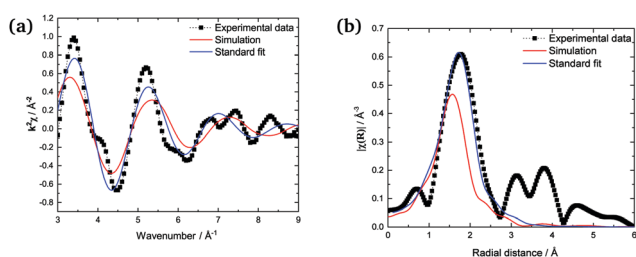 (a)
Experimental data
Simulation
Standard fit
k²χ / Å⁻²
1.2
1.0
0.8
0.6
0.4
0.2
0.0
-0.2
-0.4
-0.6
-0.8
3 4 5 6 7 8 9
Wavenumber / Å⁻¹
(b)
Experimental data
Simulation
Standard fit
|χ(R)| / Å⁻³
0.7
0.6
0.5
0.4
0.3
0.2
0.1
0.0
0 1 2 3 4 5 6
Radial distance / Å